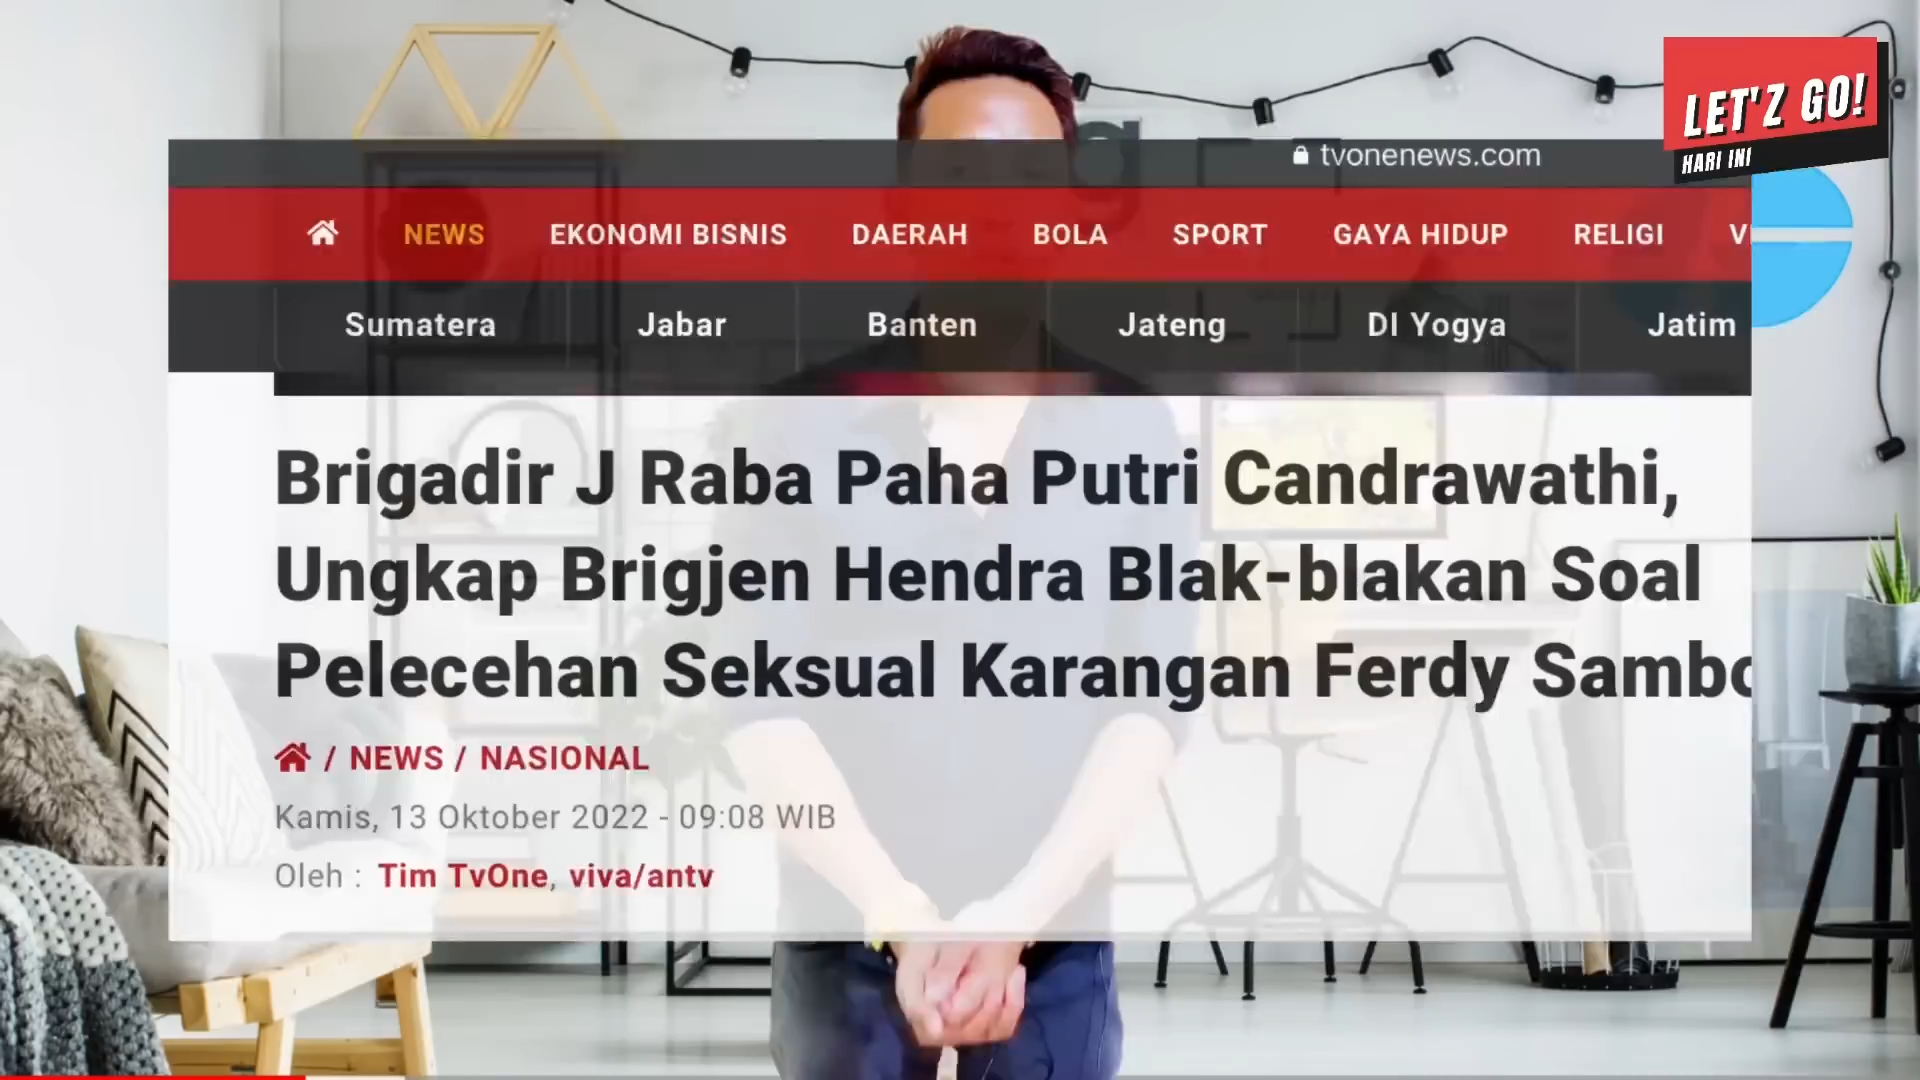 LET'Z GO!
HARI INI
tvonenews.com
NEWS EKONOMI BISNIS DAERAH BOLA SPORT GAYA HIDUP RELIGI
Sumatera Jabar Banten Jateng DI Yogya Jatim
Brigadir J Raba Paha Putri Candrawathi,
Ungkap Brigjen Hendra Blak-blakan Soal
Pelecehan Seksual Karangan Ferdy Sambo
/ NEWS / NASIONAL
Kamis, 13 Oktober 2022 - 09:08 WIB
Oleh : Tim TvOne, viva/antv